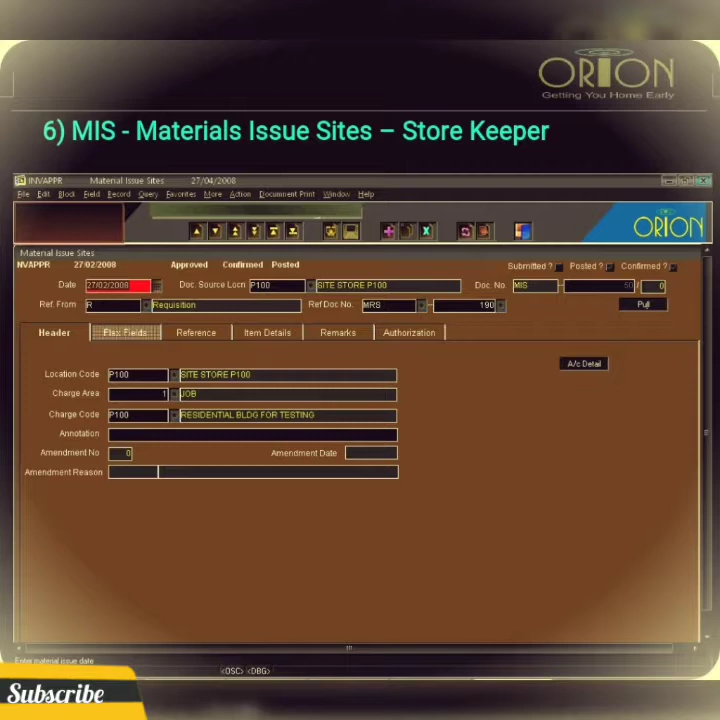 ORION
Getting You Home Early
6) MIS - Materials Issue Sites – Store Keeper
INVAPPR Material Issue Sites 27/04/2008
File Edit Block Field Record Query Favorites More Action Document Print Window Help
ORION
Material Issue Sites
NVAPPR 27/02/2008 Approved Confirmed Posted Submitted ? Posted ? Confirmed ?
Date 27/02/2008 Doc. Source Locn P100 SITE STORE P100 Doc. No. MIS – 50 / 0
Ref. From R Requisition Ref Doc No. MRS – 190 Pull
Header Flex Fields Reference Item Details Remarks Authorization
A/c Detail
Location Code P100 SITE STORE P100
Charge Area 1 JOB
Charge Code P100 RESIDENTIAL BLDG FOR TESTING
Annotation
Amendment No 0 Amendment Date
Amendment Reason
Enter material issue date
<OSC> <DBG>
Subscribe